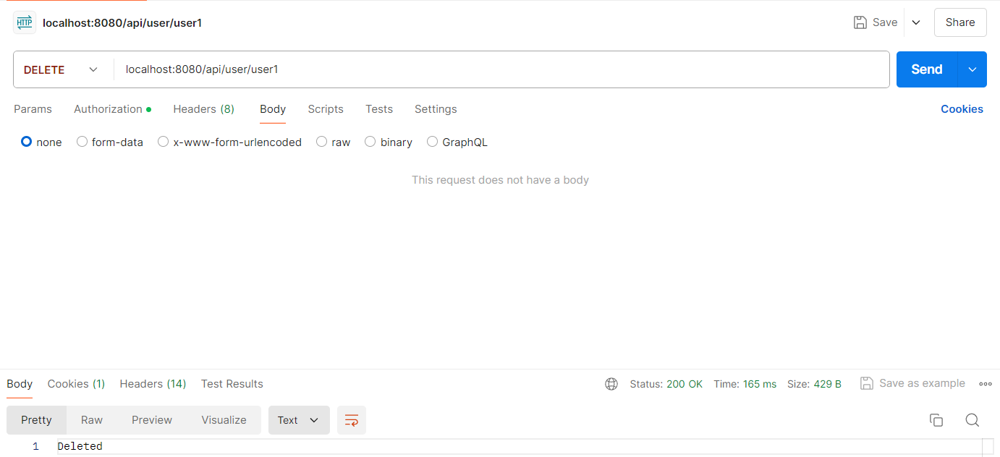 HTTP localhost:8080/api/user/user1 Save Share
DELETE localhost:8080/api/user/user1 Send
Params Authorization Headers (8) Body Scripts Tests Settings Cookies
none form-data x-www-form-urlencoded raw binary GraphQL
This request does not have a body
Body Cookies (1) Headers (14) Test Results Status: 200 OK Time: 165 ms Size: 429 B Save as example
Pretty Raw Preview Visualize Text
1 Deleted